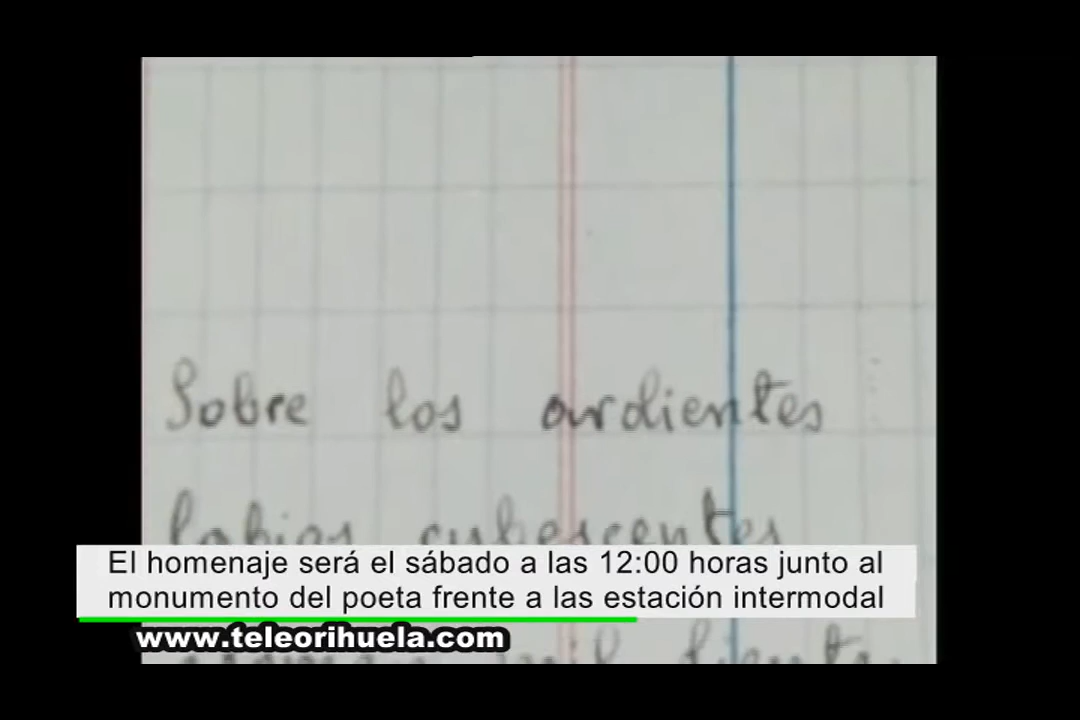 Sobre los ardientes
labios
El homenaje será el sábado a las 12:00 horas junto al
monumento del poeta frente a las estación intermodal
www.teleorihuela.com